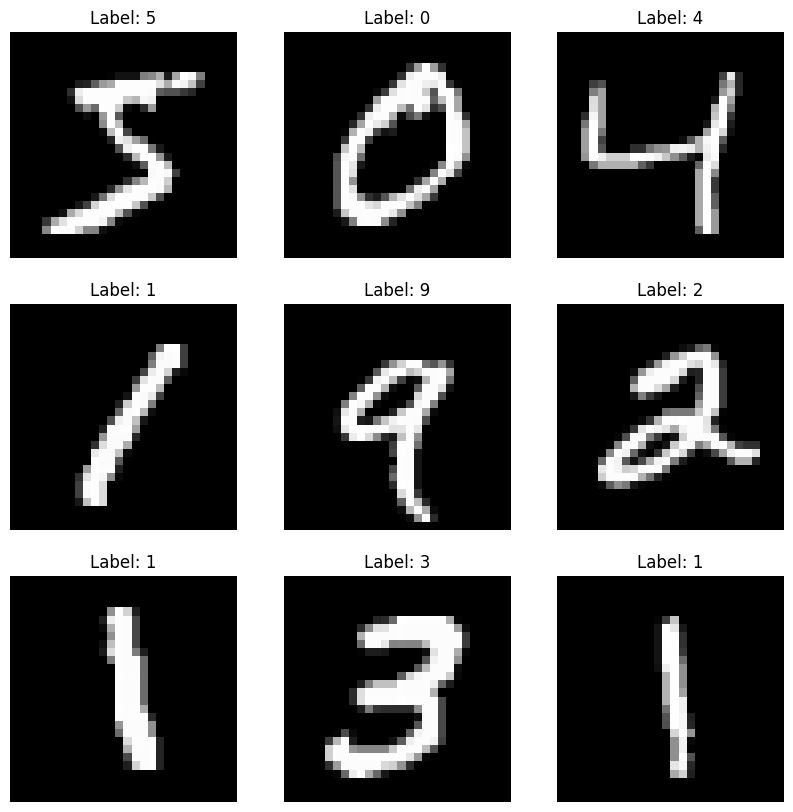 Label: 5 Label: 0 Label: 4
5 0 4
Label: 1 Label: 9 Label: 2
1 9 2
Label: 1 Label: 3 Label: 1
1 3 1